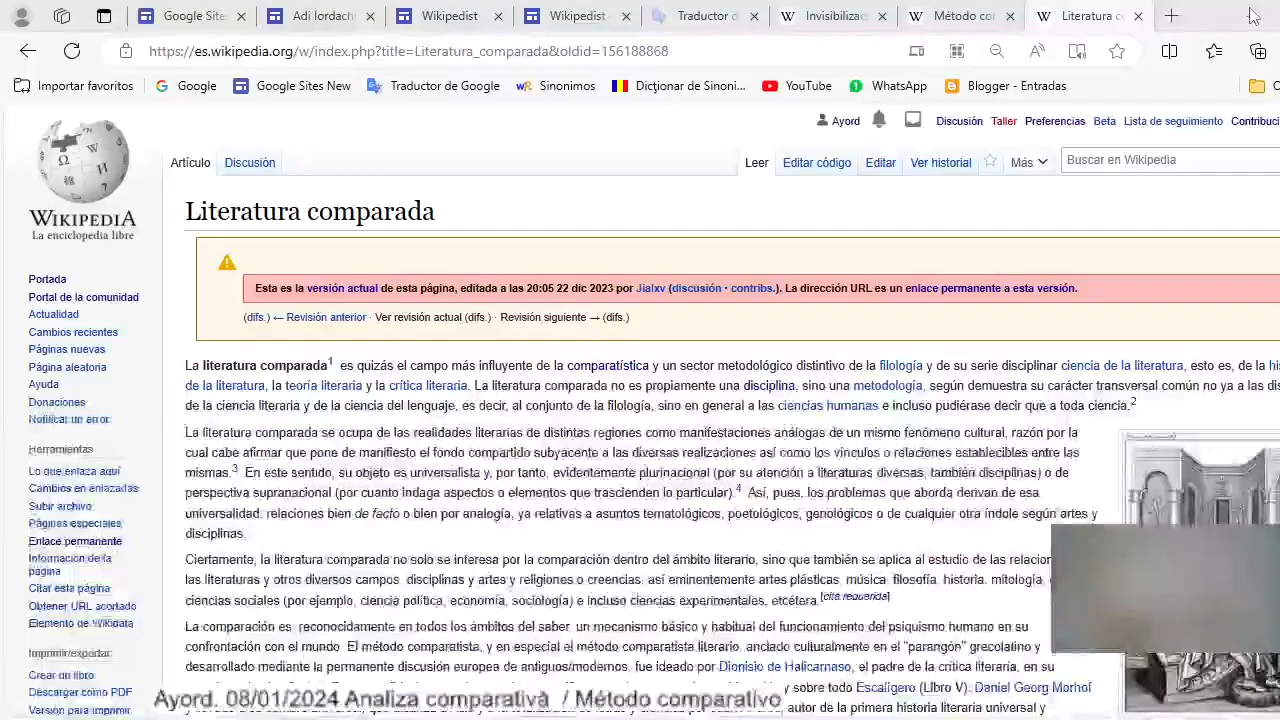 Google Site
Adi Iordach
Wikipedist
Wikipedist
Traductor d
Invisibilizac
Método cor
Literatura c
https://es.wikipedia.org/w/index.php?title=Literatura_comparada&oldid=156188868
Importar favoritos
Google
Google Sites New
Traductor de Google
Sinonimos
Dicţionar de Sinoni...
YouTube
WhatsApp
Blogger - Entradas
Ayord
Discusión Taller Preferencias Beta Lista de seguimiento Contribuci
Artículo Discusión
Leer Editar código Editar Ver historial Más
Buscar en Wikipedia
WIKIPEDIA
La enciclopedia libre
Portada
Portal de la comunidad
Actualidad
Cambios recientes
Páginas nuevas
Página aleatoria
Ayuda
Donaciones
Notificar un error
Herramientas
Lo que enlaza aquí
Cambios en enlazadas
Subir archivo
Páginas especiales
Enlace permanente
Información de la
página
Citar esta página
Obtener URL acortado
Elemento de Wikidata
Imprimir/exportar
Crear un libro
Descargar como PDF
Versión para imprimir
Literatura comparada
Esta es la versión actual de esta página, editada a las 20:05 22 dic 2023 por Jialxv (discusión · contribs.). La dirección URL es un enlace permanente a esta versión.
(difs.) ← Revisión anterior · Ver revisión actual (difs.) · Revisión siguiente → (difs)
La literatura comparada1 es quizás el campo más influyente de la comparatística y un sector metodológico distintivo de la filología y de su serie disciplinar ciencia de la literatura, esto es, de la his
de la literatura, la teoría literaria y la crítica literaria. La literatura comparada no es propiamente una disciplina, sino una metodología, según demuestra su carácter transversal común no ya a las dis
de la ciencia literaria y de la ciencia del lenguaje, es decir, al conjunto de la filología, sino en general a las ciencias humanas e incluso pudiérase decir que a toda ciencia.2
La literatura comparada se ocupa de las realidades literarias de distintas regiones como manifestaciones análogas de un mismo fenómeno cultural, razón por la
cual cabe afirmar que pone de manifiesto el fondo compartido subyacente a las diversas realizaciones así como los vínculos o relaciones establecibles entre las
mismas.3 En este sentido, su objeto es universalista y, por tanto, evidentemente plurinacional (por su atención a literaturas diversas, también disciplinas) o de
perspectiva supranacional (por cuanto indaga aspectos o elementos que trascienden lo particular).4 Así, pues, los problemas que aborda derivan de esa
universalidad: relaciones bien de facto o bien por analogía, ya relativas a asuntos tematológicos, poetológicos, genológicos o de cualquier otra índole según artes y
disciplinas.
Ciertamente, la literatura comparada no solo se interesa por la comparación dentro del ámbito literario, sino que también se aplica al estudio de las relacion
las literaturas y otros diversos campos, disciplinas y artes y religiones o creencias, así eminentemente artes plásticas, música, filosofía, historia, mitología,
ciencias sociales (por ejemplo, ciencia política, economía, sociología) e incluso ciencias experimentales, etcétera.[cita requerida]
La comparación es, reconocidamente en todos los ámbitos del saber, un mecanismo básico y habitual del funcionamiento del psiquismo humano en su
confrontación con el mundo. El método comparatista, y en especial el método comparatista literario, anclado culturalmente en el "parangón" grecolatino y
desarrollado mediante la permanente discusión europea de antiguos/modernos, fue ideado por Dionisio de Halicarnaso, el padre de la crítica literaria, en su
sobre todo Escalígero (Libro V). Daniel Georg Morhof
autor de la primera historia literaria universal y
Ayord. 08/01/2024 Analiza comparativă / Método comparativo